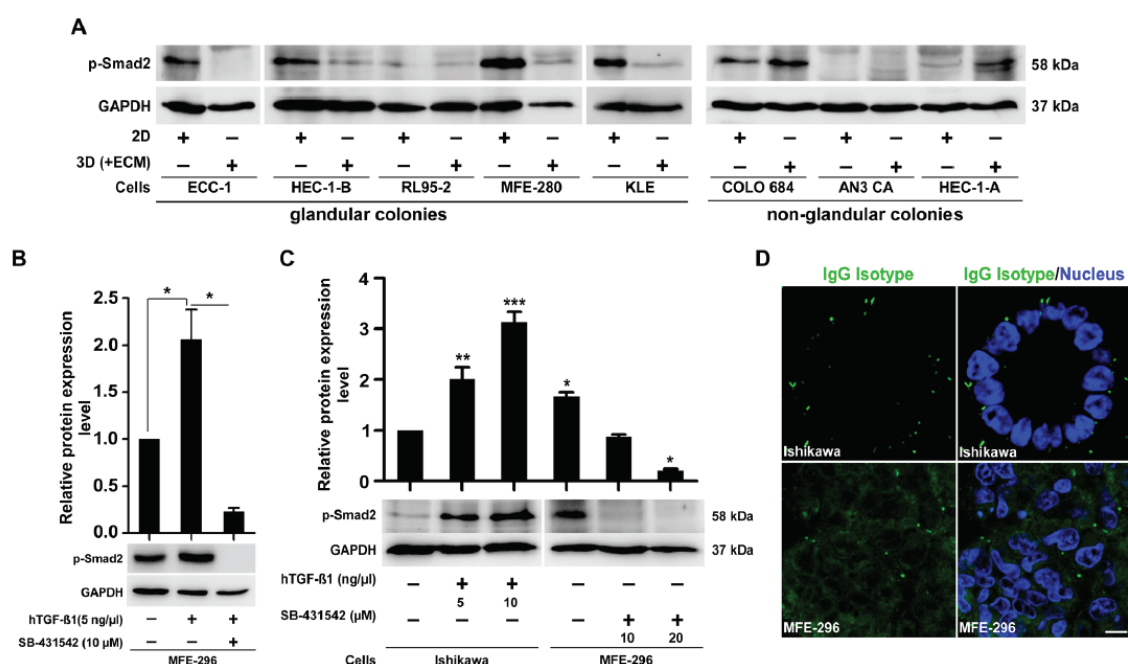 A
p-Smad2
58 kDa
GAPDH
37 kDa
2D + − + − + − + − + − + − + − + −
3D (+ECM) − + − + − + − + − + − + − + − +
Cells ECC-1 HEC-1-B RL95-2 MFE-280 KLE COLO 684 AN3 CA HEC-1-A
glandular colonies non-glandular colonies
B
Relative protein expression
level
2.5
2.0
1.5
1.0
0.5
0.0
* *
p-Smad2
GAPDH
hTGF-ß1(5 ng/µl) − + +
SB-431542 (10 µM) − − +
MFE-296
C
Relative protein expression
level
4
3
2
1
0
** *** * *
p-Smad2 58 kDa
GAPDH 37 kDa
hTGF-ß1 (ng/µl) − + + − − −
5 10
SB-431542 (µM) − − − − + +
10 20
Cells Ishikawa MFE-296
D
IgG Isotype IgG Isotype/Nucleus
Ishikawa Ishikawa
MFE-296 MFE-296